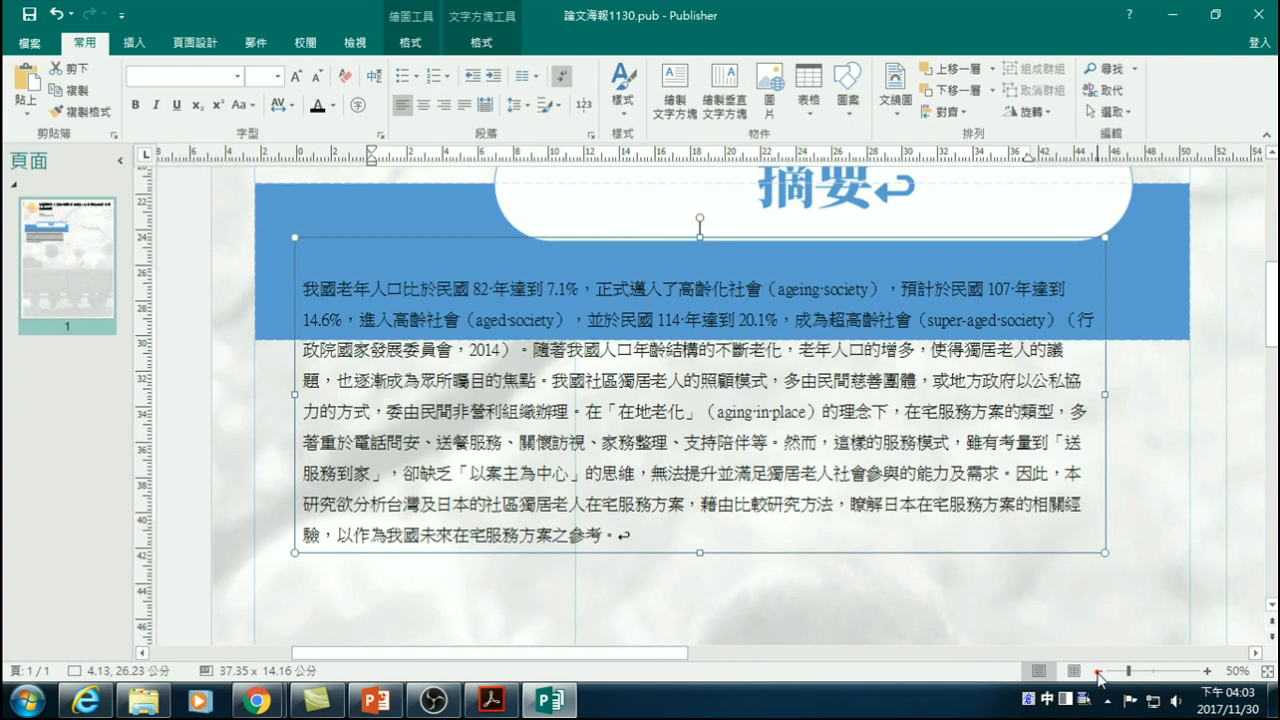 繪圖工具 文字方塊工具 論文海報1130.pub - Publisher
檔案 常用 插入 頁面設計 郵件 校閱 檢視 格式 格式 登入
貼上 剪下 複製 複製格式
樣式 繪製文字方塊 繪製垂直文字方塊 圖片 表格 圖案 文繞圖
上移一層 下移一層 對齊 組成群組 取消群組 旋轉 尋找 取代 選取
剪貼簿 字型 段落 樣式 物件 排列 編輯
頁面
1
摘要
我國老年人口比於民國 82·年達到 7.1%，正式邁入了高齡化社會（ageing·society），預計於民國 107·年達到
14.6%，進入高齡社會（aged·society），並於民國 114·年達到 20.1%，成為超高齡社會（super-aged·society）（行
政院國家發展委員會，2014）。隨著我國人口年齡結構的不斷老化，老年人口的增多，使得獨居老人的議
題，也逐漸成為眾所矚目的焦點。我國社區獨居老人的照顧模式，多由民間慈善團體，或地方政府以公私協
力的方式，委由民間非營利組織辦理。在「在地老化」（aging·in·place）的理念下，在宅服務方案的類型，多
著重於電話問安、送餐服務、關懷訪視、家務整理、支持陪伴等。然而，這樣的服務模式，雖有考量到「送
服務到家」，卻缺乏「以案主為中心」的思維，無法提升並滿足獨居老人社會參與的能力及需求。因此，本
研究欲分析台灣及日本的社區獨居老人在宅服務方案，藉由比較研究方法，瞭解日本在宅服務方案的相關經
驗，以作為我國未來在宅服務方案之參考。
頁: 1 / 1 4.13, 26.23 公分 37.35 x 14.16 公分 50%
中 下午 04:03
2017/11/30